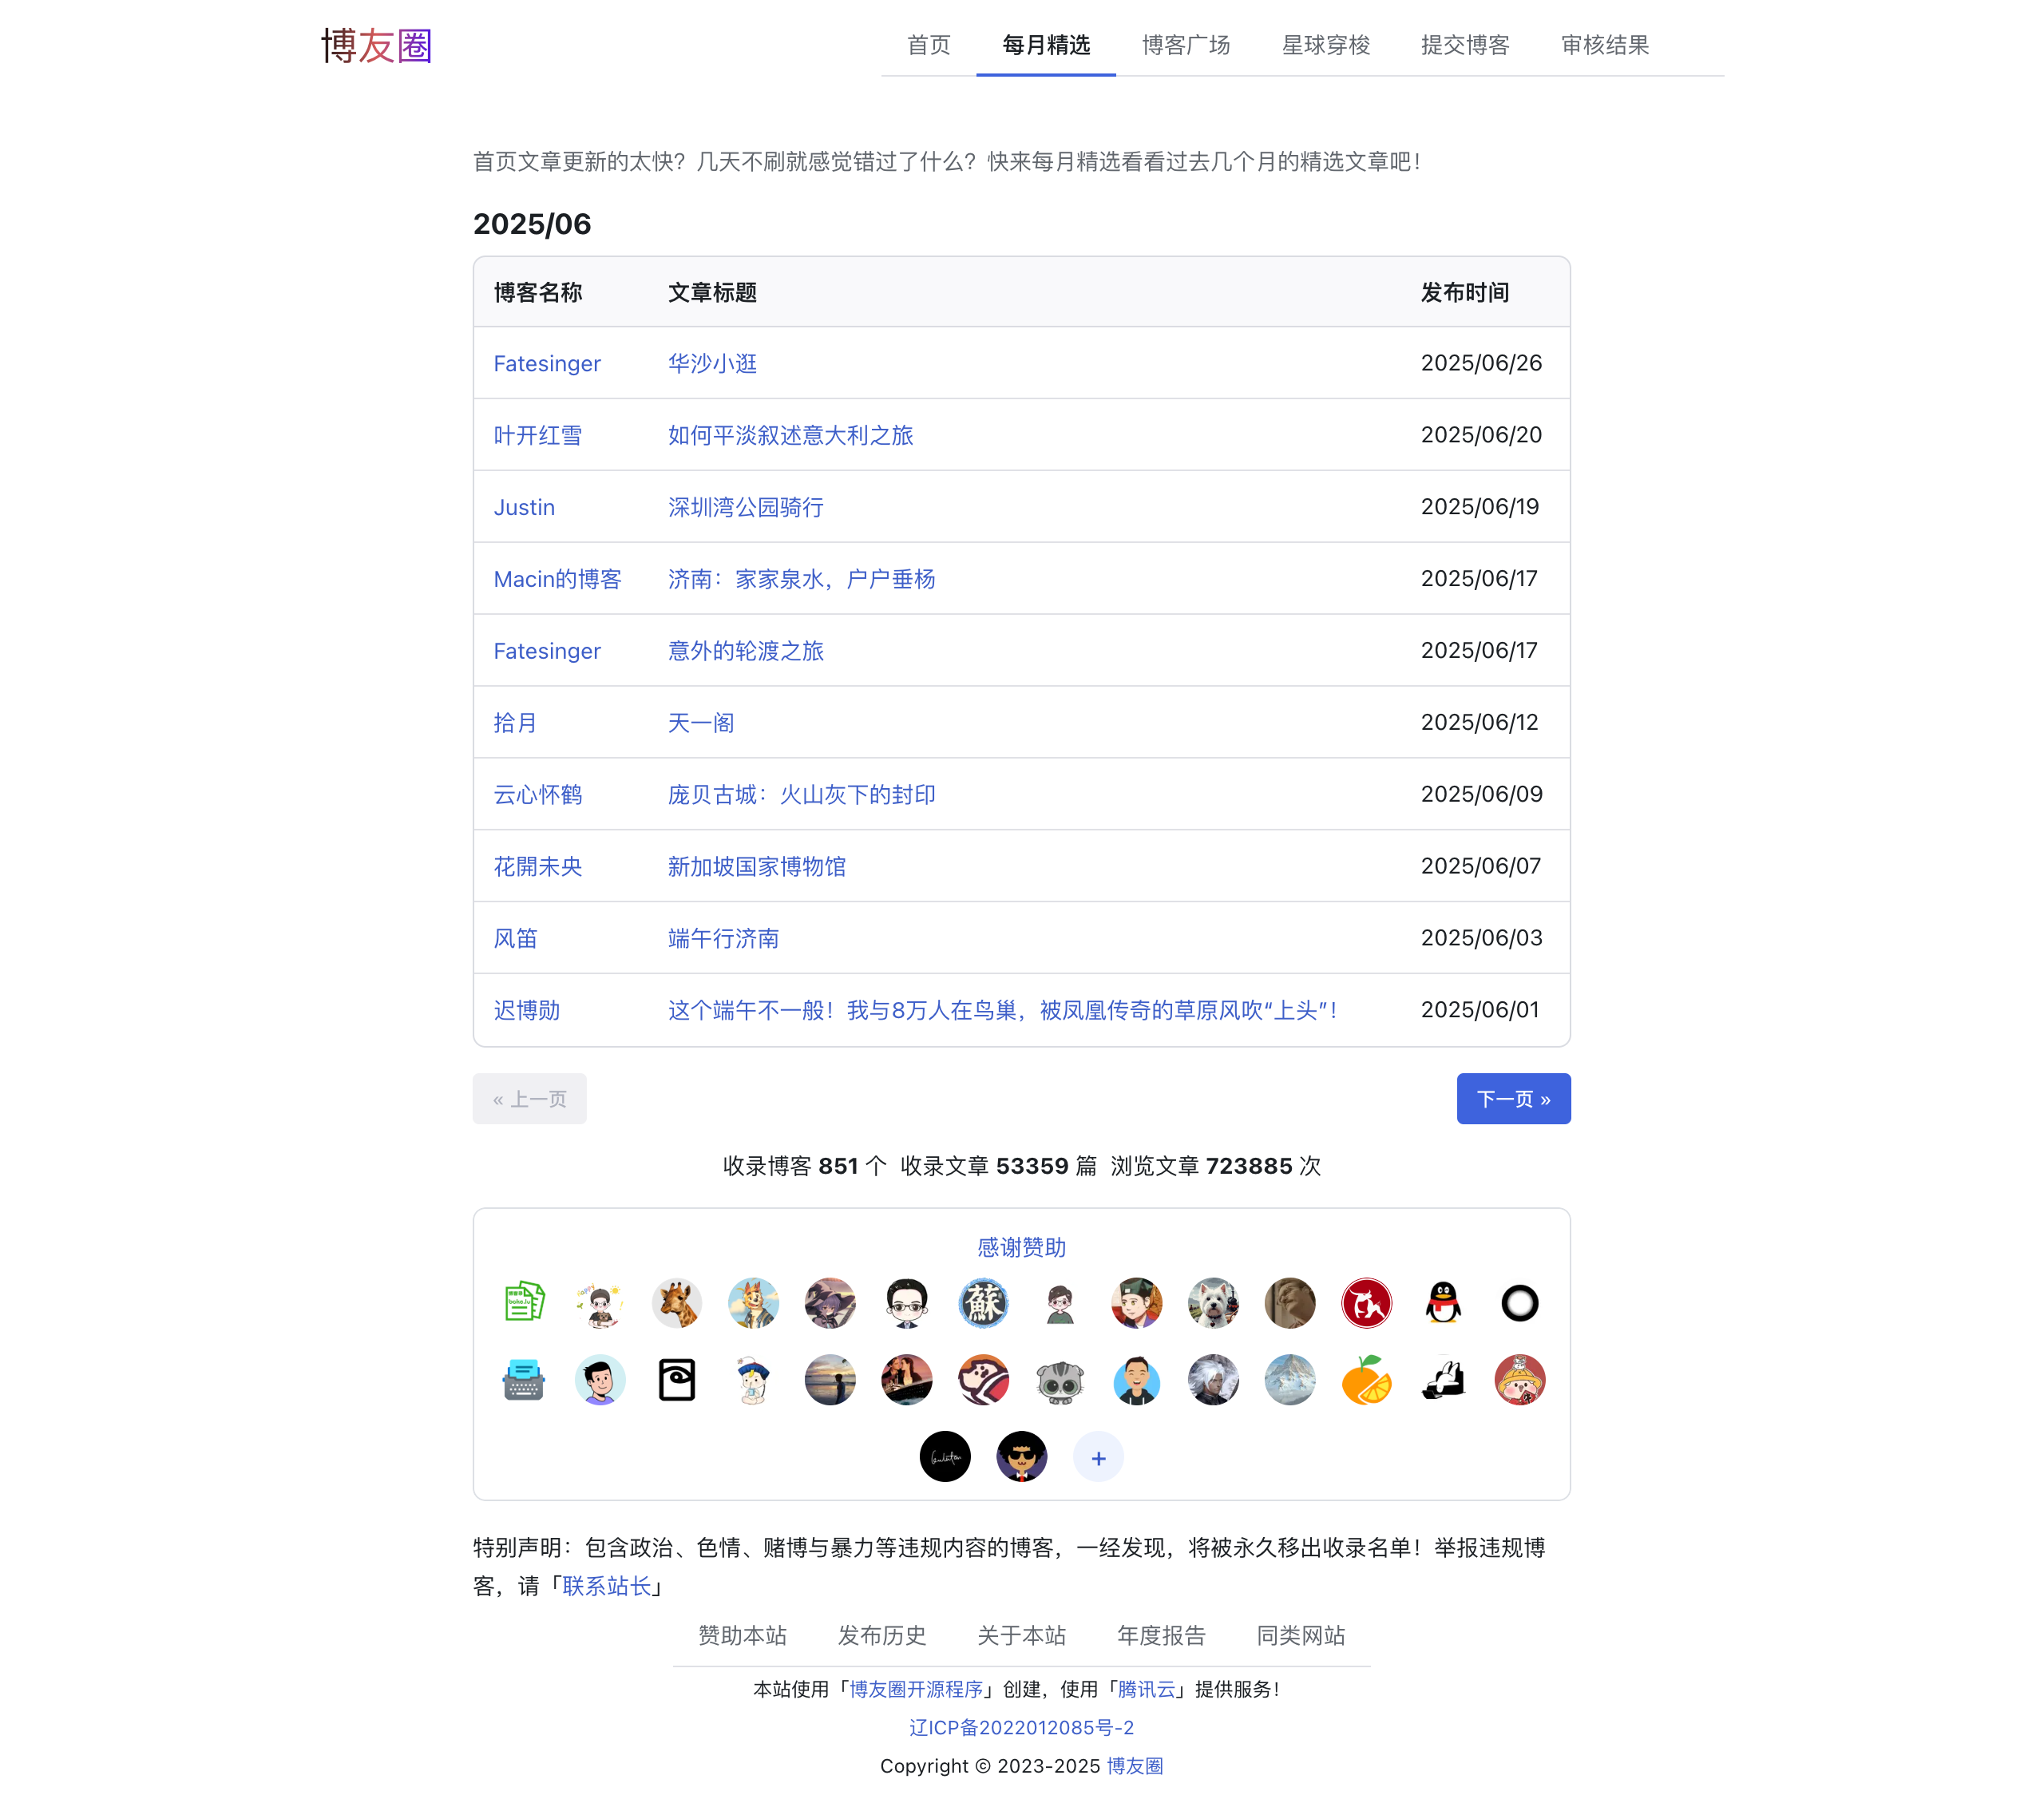 博友圈
首页 每月精选 博客广场 星球穿梭 提交博客 审核结果
首页文章更新的太快？几天不刷就感觉错过了什么？快来每月精选看看过去几个月的精选文章吧！
2025/06
博客名称 文章标题 发布时间
Fatesinger 华沙小逛 2025/06/26
叶开红雪 如何平淡叙述意大利之旅 2025/06/20
Justin 深圳湾公园骑行 2025/06/19
Macin的博客 济南：家家泉水，户户垂杨 2025/06/17
Fatesinger 意外的轮渡之旅 2025/06/17
拾月 天一阁 2025/06/12
云心怀鹤 庞贝古城：火山灰下的封印 2025/06/09
花開未央 新加坡国家博物馆 2025/06/07
风笛 端午行济南 2025/06/03
迟博勋 这个端午不一般！我与8万人在鸟巢，被凤凰传奇的草原风吹“上头”！ 2025/06/01
« 上一页 下一页 »
收录博客 851 个 收录文章 53359 篇 浏览文章 723885 次
感谢赞助
蘇
+
特别声明：包含政治、色情、赌博与暴力等违规内容的博客，一经发现，将被永久移出收录名单！举报违规博
客，请「联系站长」
赞助本站 发布历史 关于本站 年度报告 同类网站
本站使用「博友圈开源程序」创建，使用「腾讯云」提供服务！
辽ICP备2022012085号-2
Copyright © 2023-2025 博友圈